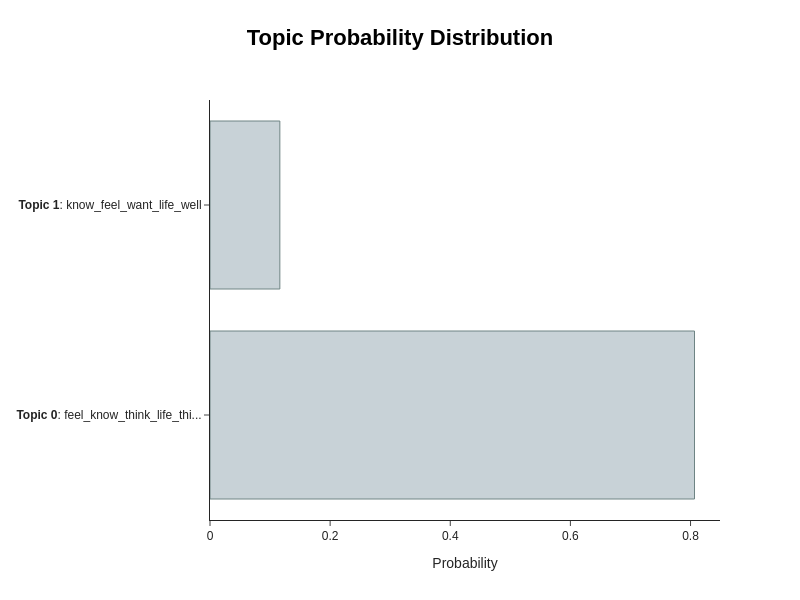 Topic Probability Distribution
Topic 1: know_feel_want_life_well
Topic 0: feel_know_think_life_thi...
0 0.2 0.4 0.6 0.8
Probability